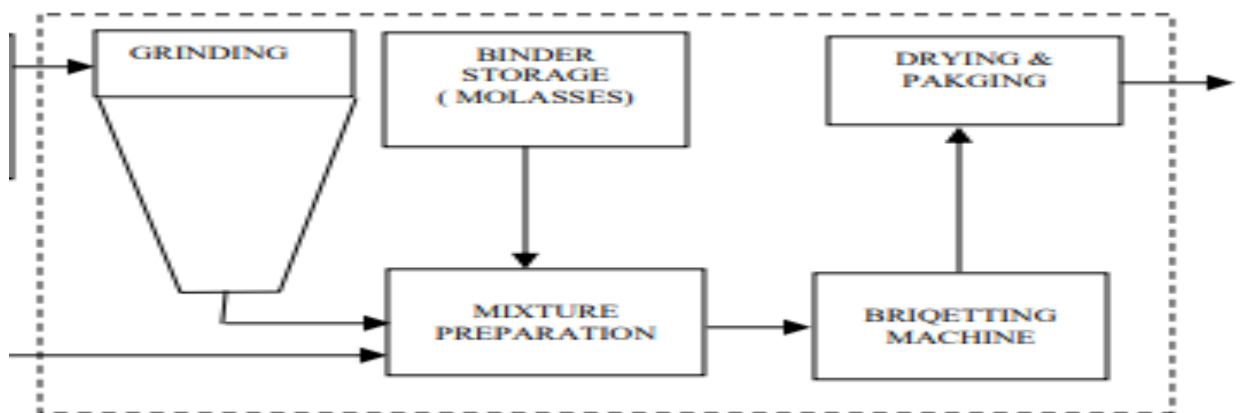 GRINDING
BINDER
STORAGE
( MOLASSES)
DRYING &
PAKGING
MIXTURE
PREPARATION
BRIQETTING
MACHINE